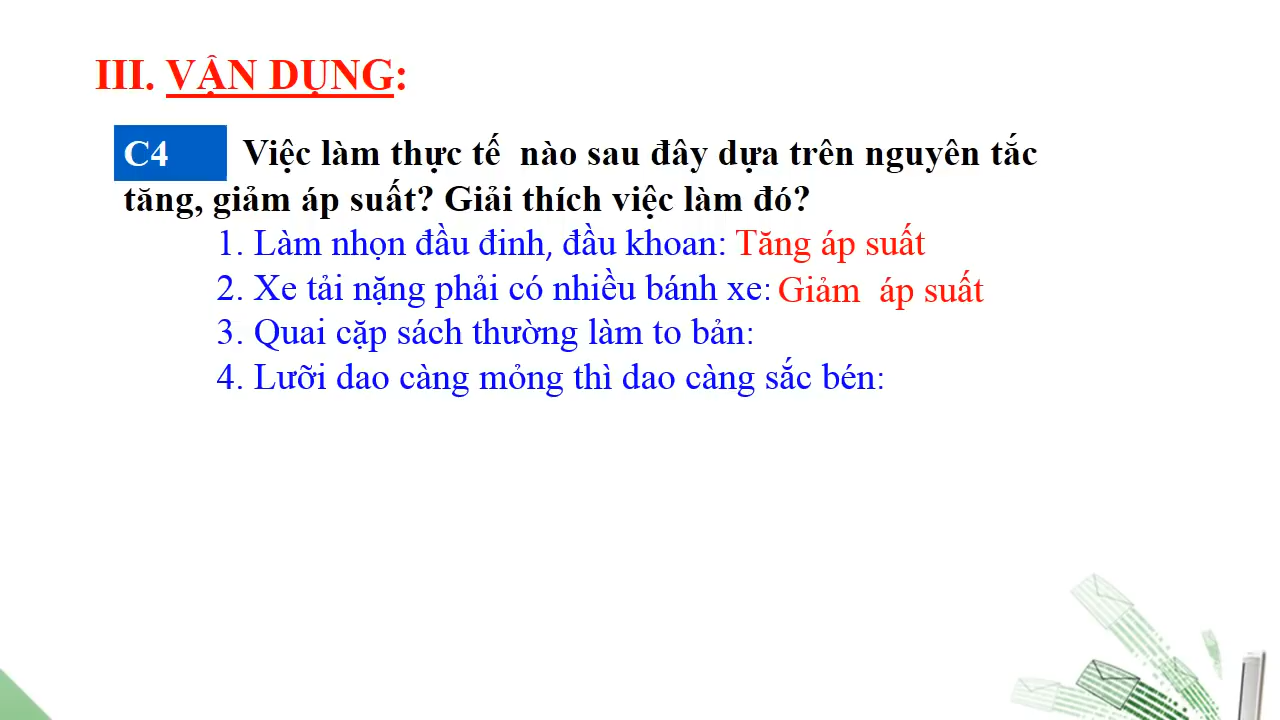 III. VẬN DỤNG:
C4 Việc làm thực tế nào sau đây dựa trên nguyên tắc
tăng, giảm áp suất? Giải thích việc làm đó?
1. Làm nhọn đầu đinh, đầu khoan: Tăng áp suất
2. Xe tải nặng phải có nhiều bánh xe: Giảm áp suất
3. Quai cặp sách thường làm to bản:
4. Lưỡi dao càng mỏng thì dao càng sắc bén: